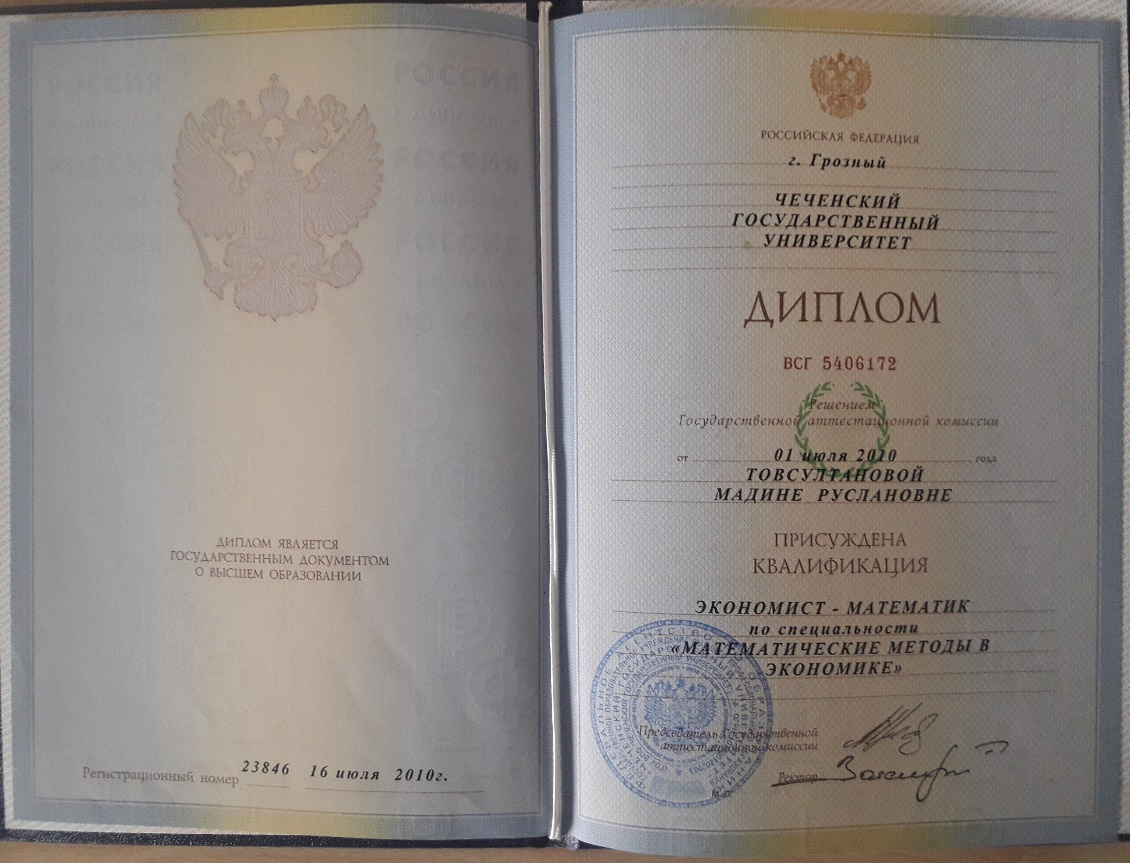 ДИПЛОМ ЯВЛЯЕТСЯ
ГОСУДАРСТВЕННЫМ ДОКУМЕНТОМ
О ВЫСШЕМ ОБРАЗОВАНИИ
Регистрационный номер 23846 16 июля 2010г.
РОССИЙСКАЯ ФЕДЕРАЦИЯ
г. Грозный
ЧЕЧЕНСКИЙ
ГОСУДАРСТВЕННЫЙ
УНИВЕРСИТЕТ
ДИПЛОМ
ВСГ 5406172
Решением
Государственной аттестационной комиссии
от 01 июля 2010 года
ТОВСУЛТАНОВОЙ
МАДИНЕ РУСЛАНОВНЕ
ПРИСУЖДЕНА
КВАЛИФИКАЦИЯ
ЭКОНОМИСТ - МАТЕМАТИК
по специальности
«МАТЕМАТИЧЕСКИЕ МЕТОДЫ В
ЭКОНОМИКЕ»
Председатель Государственной
аттестационной комиссии
Ректор